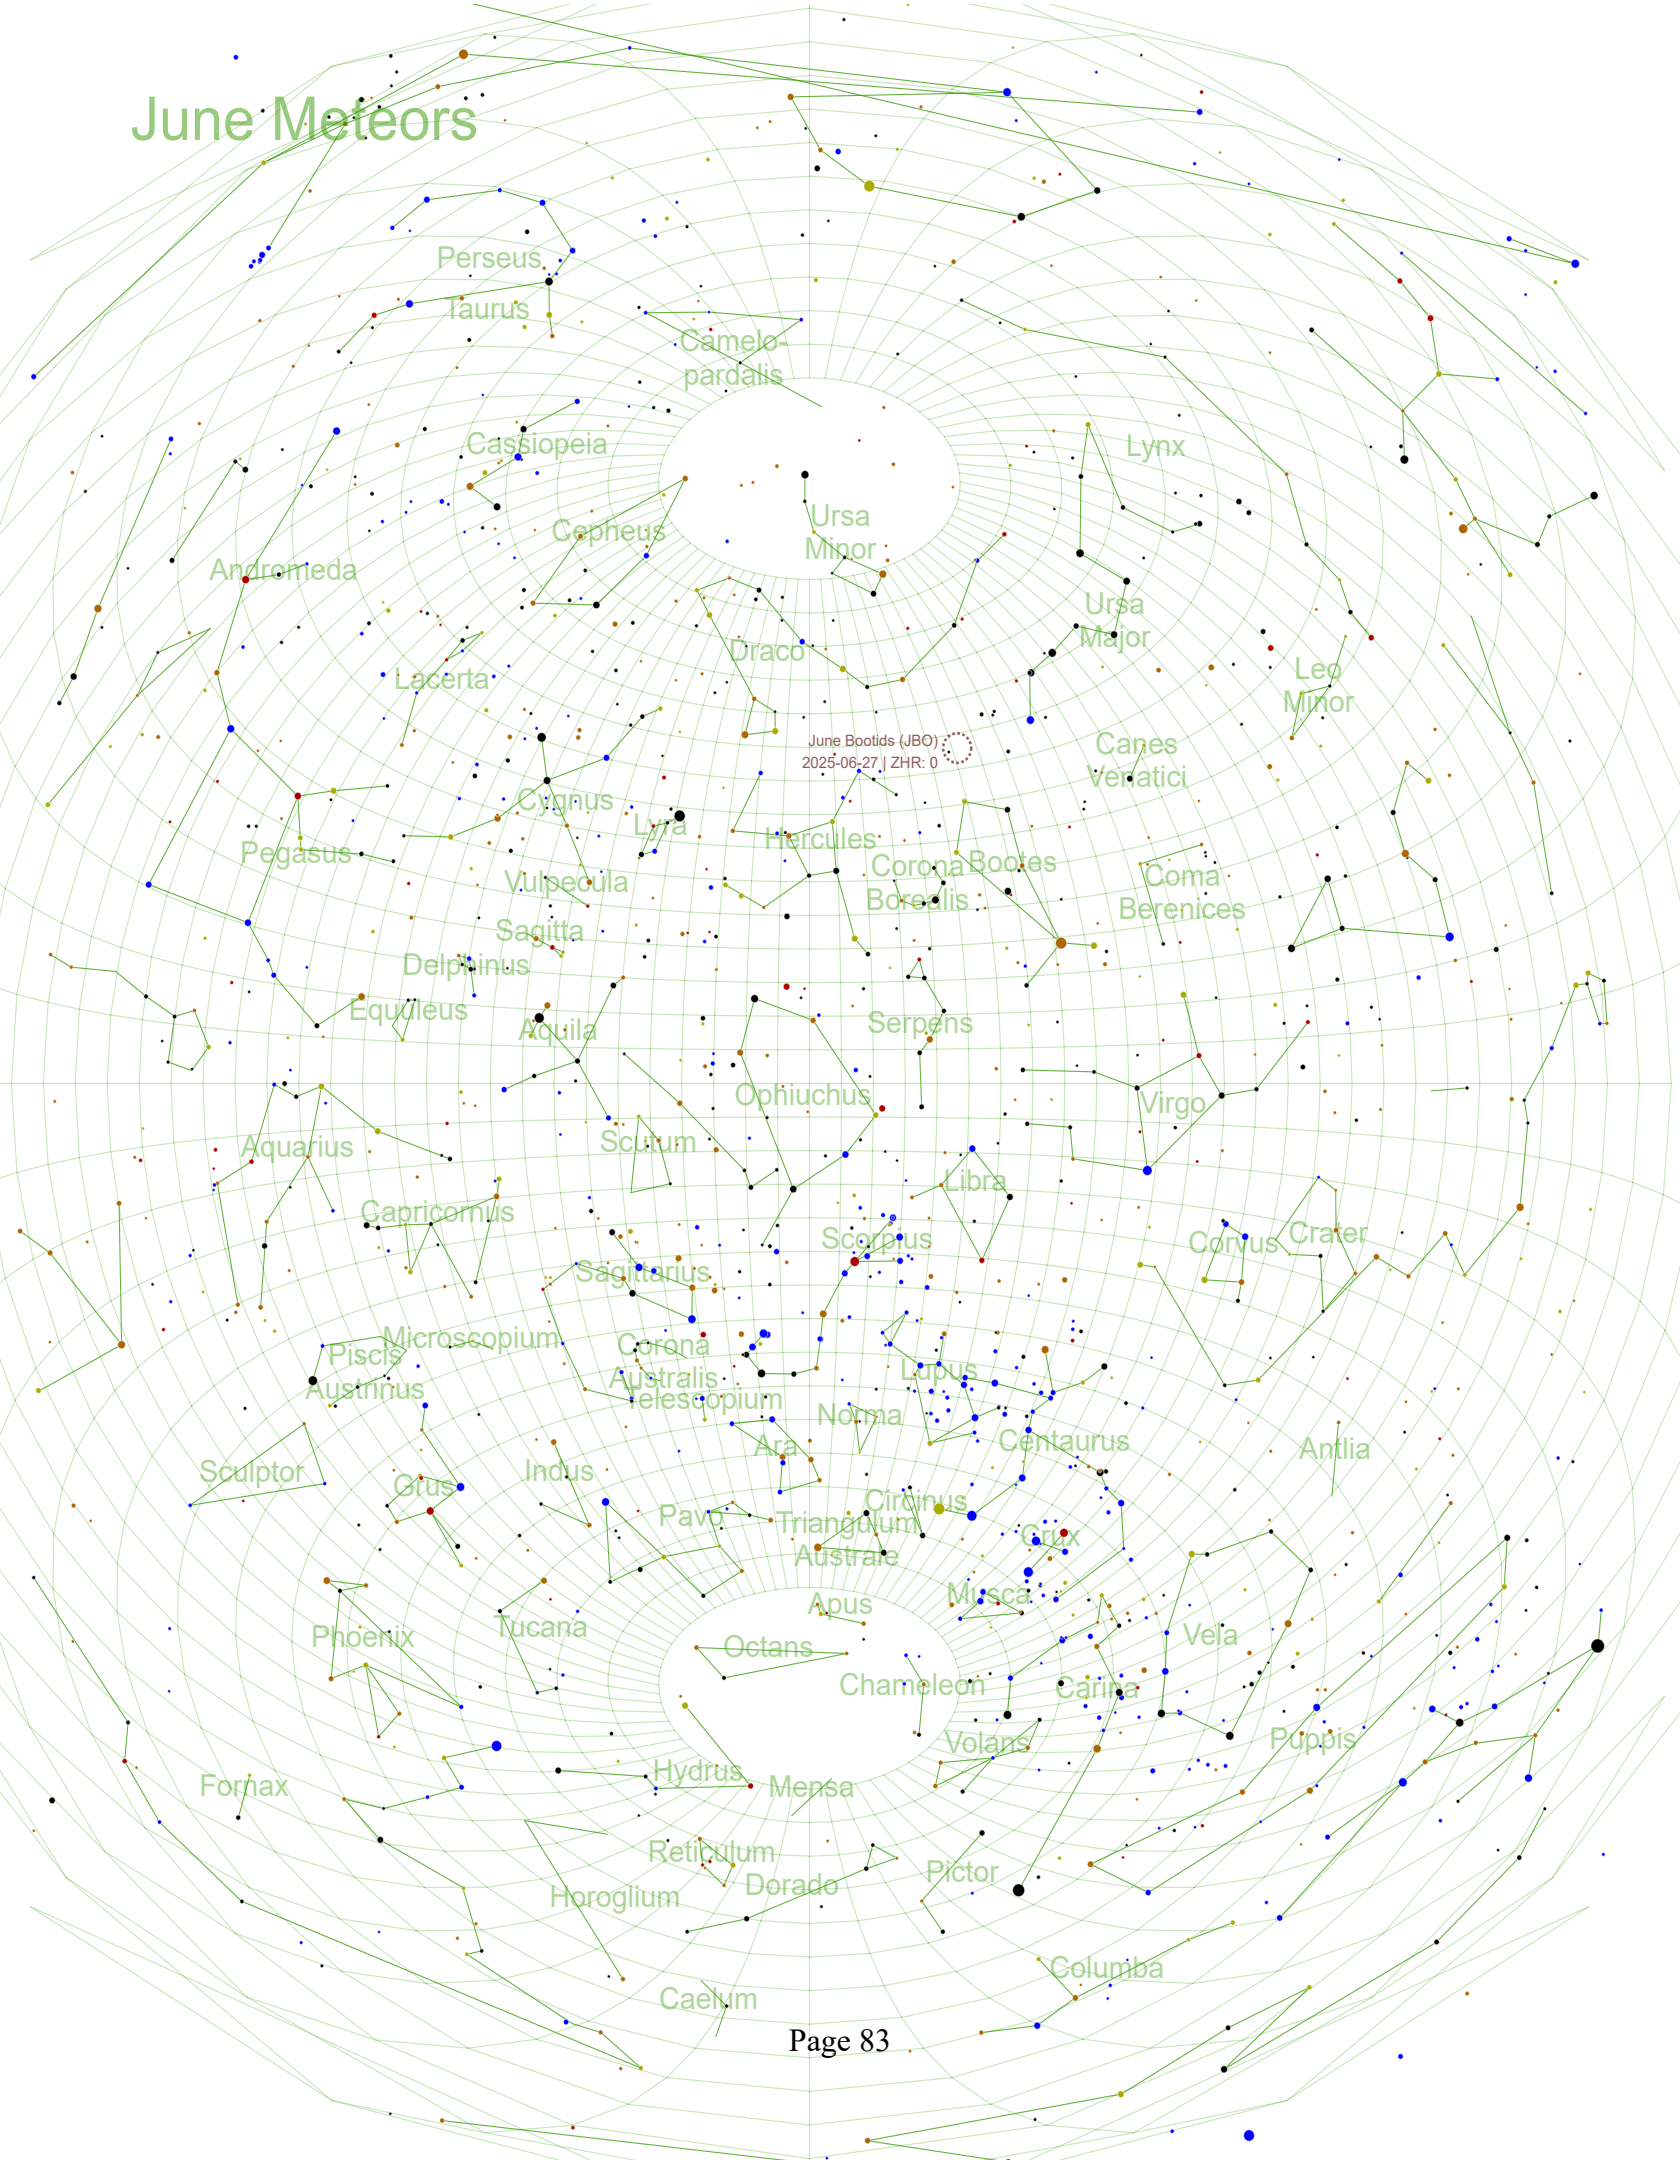 June Meteors
Perseus
Taurus
Camelo-
pardalis
Cassiopeia
Lynx
Ursa
Minor
Cepheus
Andromeda
Ursa
Major
Draco
Lacerta
Leo
Minor
June Bootids (JBO)
2025-06-27 | ZHR: 0
Canes
Venatici
Cygnus
Lyra
Hercules
Pegasus
Corona
Borealis
Bootes
Coma
Berenices
Vulpecula
Sagitta
Delphinus
Equuleus
Aquila
Serpens
Ophiuchus
Virgo
Scutum
Aquarius
Libra
Capricornus
Scorpius
Corvus
Crater
Sagittarius
Microscopium
Piscis
Austrinus
Corona
Australis
Telescopium
Lupus
Norma
Ara
Centaurus
Antlia
Sculptor
Grus
Indus
Pavo
Circinus
Triangulum
Australe
Crux
Musca
Apus
Phoenix
Tucana
Octans
Vela
Chameleon
Carina
Volans
Puppis
Hydrus
Mensa
Fornax
Reticulum
Dorado
Pictor
Horoglium
Columba
Caelum
Page 83